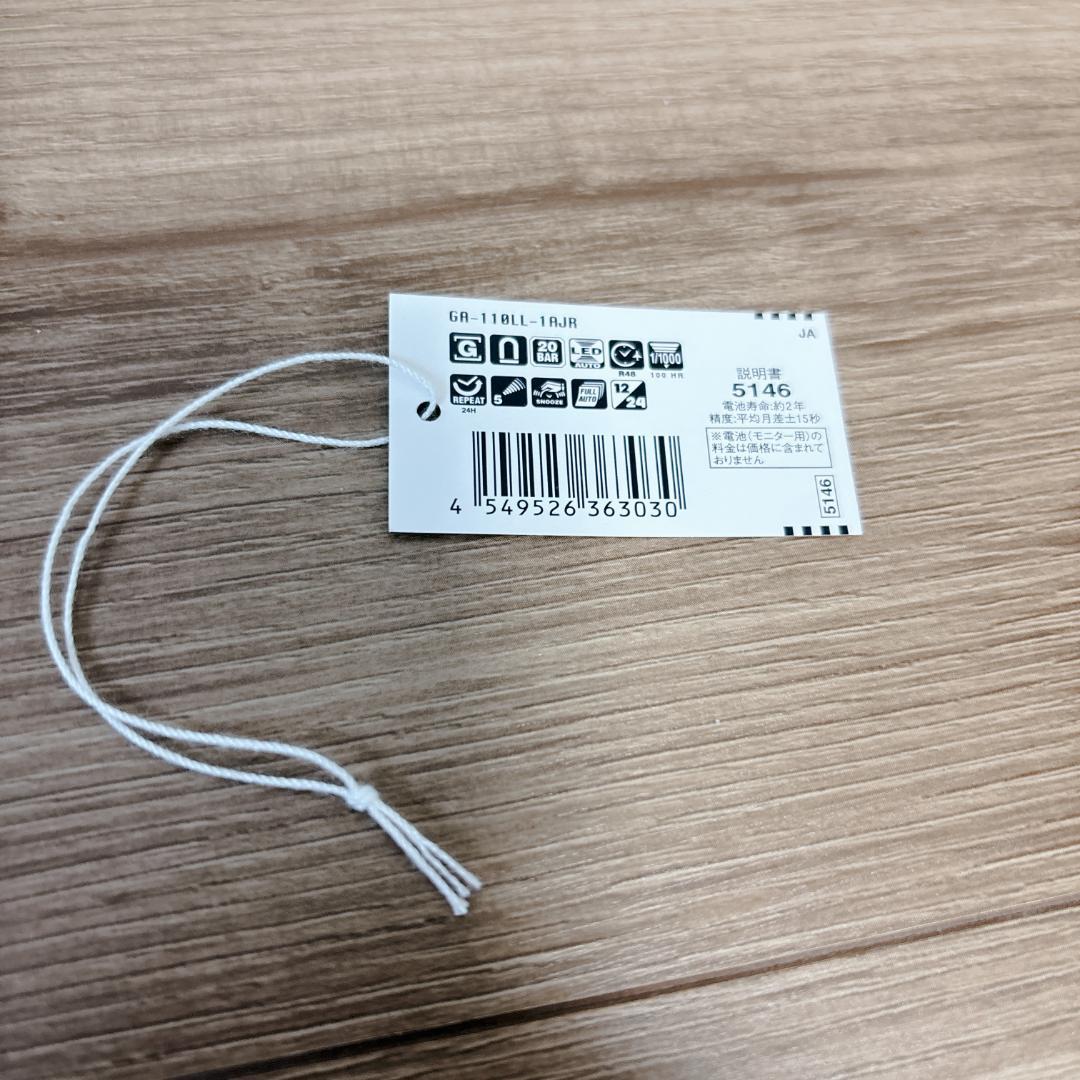 GA-110LL-1AJR
G
20 BAR
LED AUTO
R48
1/1000
100 HR
REPEAT
24H
5
SNOOZE
FULL AUTO
12/24
4 549526 363030
JA
説明書
5146
電池寿命:約2年
精度:平均月差±15秒
※電池(モニター用)の
料金は価格に含まれて
おりません
5146